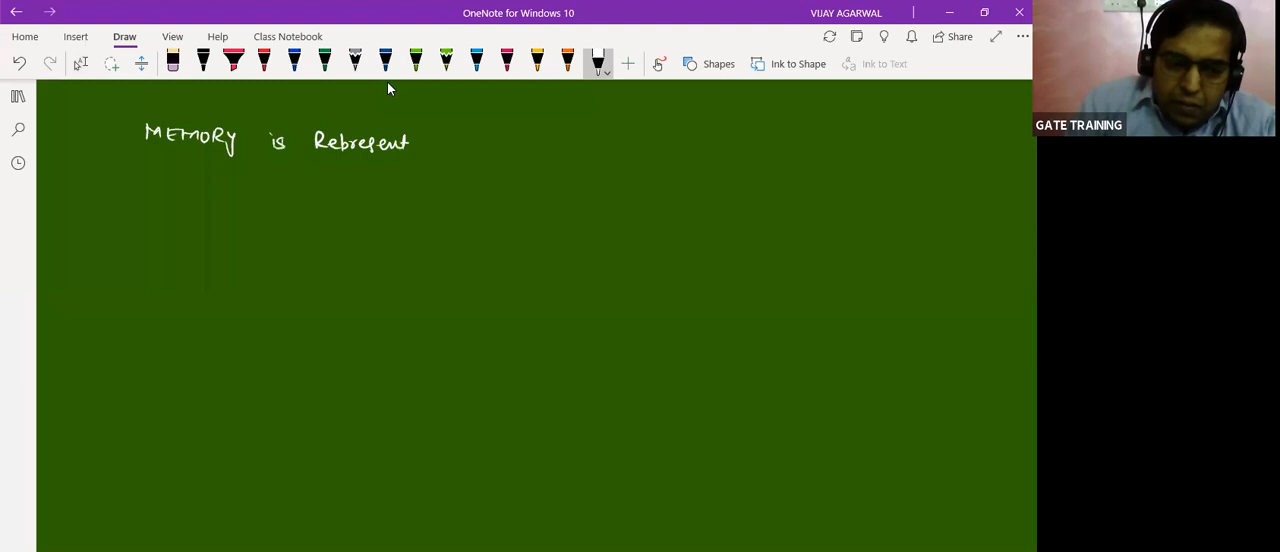 OneNote for Windows 10
VIJAY AGARWAL
Home Insert Draw View Help Class Notebook
Share
Shapes Ink to Shape Ink to Text
GATE TRAINING
MEMORY is Represent